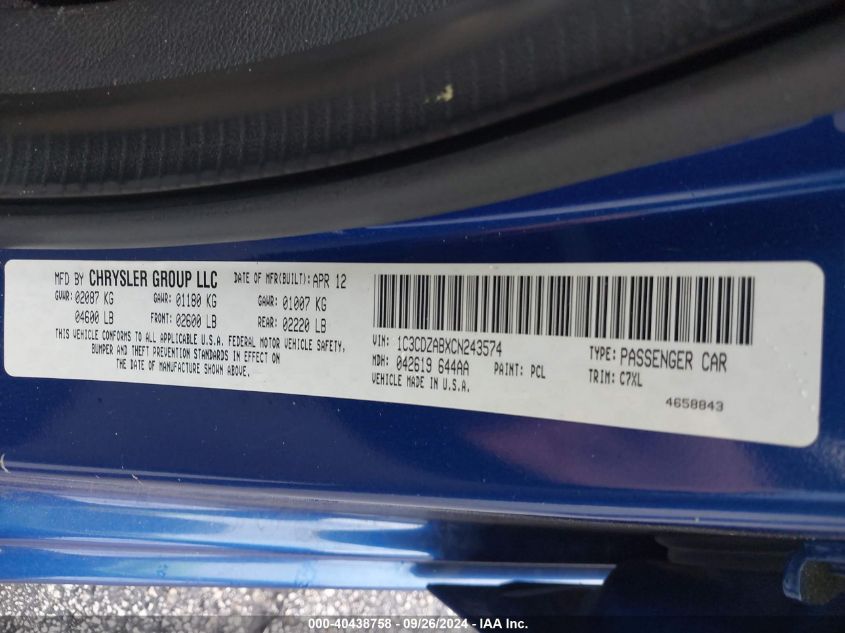 MFD BY CHRYSLER GROUP LLC
DATE OF MFR(BUILT): APR 12
GVWR: 02087 KG GAWR: 01180 KG GAWR: 01007 KG
04600 LB FRONT: 02600 LB REAR: 02220 LB
THIS VEHICLE CONFORMS TO ALL APPLICABLE U.S.A. FEDERAL MOTOR VEHICLE SAFETY,
BUMPER AND THEFT PREVENTION STANDARDS IN EFFECT ON
THE DATE OF MANUFACTURE SHOWN ABOVE.
VIN: 1C3CDZABXCN243574
TYPE: PASSENGER CAR
MDH: 042619 644AA PAINT: PCL
TRIM: C7XL
VEHICLE MADE IN U.S.A.
4658843
000-40438758 - 09/26/2024 - IAA Inc.